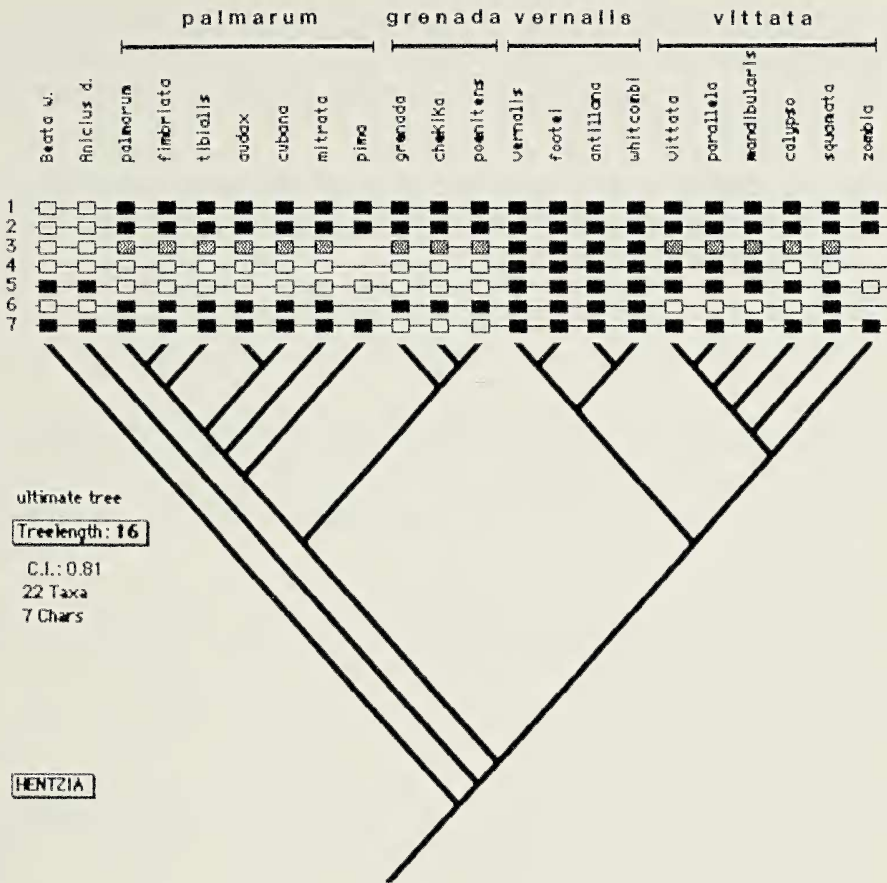 palmarum grenada vernalis vittata
Beata w.
Anicius d.
palmarum
fimbriata
tibialis
audax
cubana
mitrata
pima
grenada
chekika
poenitens
vernalis
footei
antillana
whitcombi
vittata
parallela
mandibularis
calypso
squamata
zombia
1
2
3
4
5
6
7
ultimate tree
Treelength: 16
C.I.: 0.81
22 Taxa
7 Chars
HENTZIA